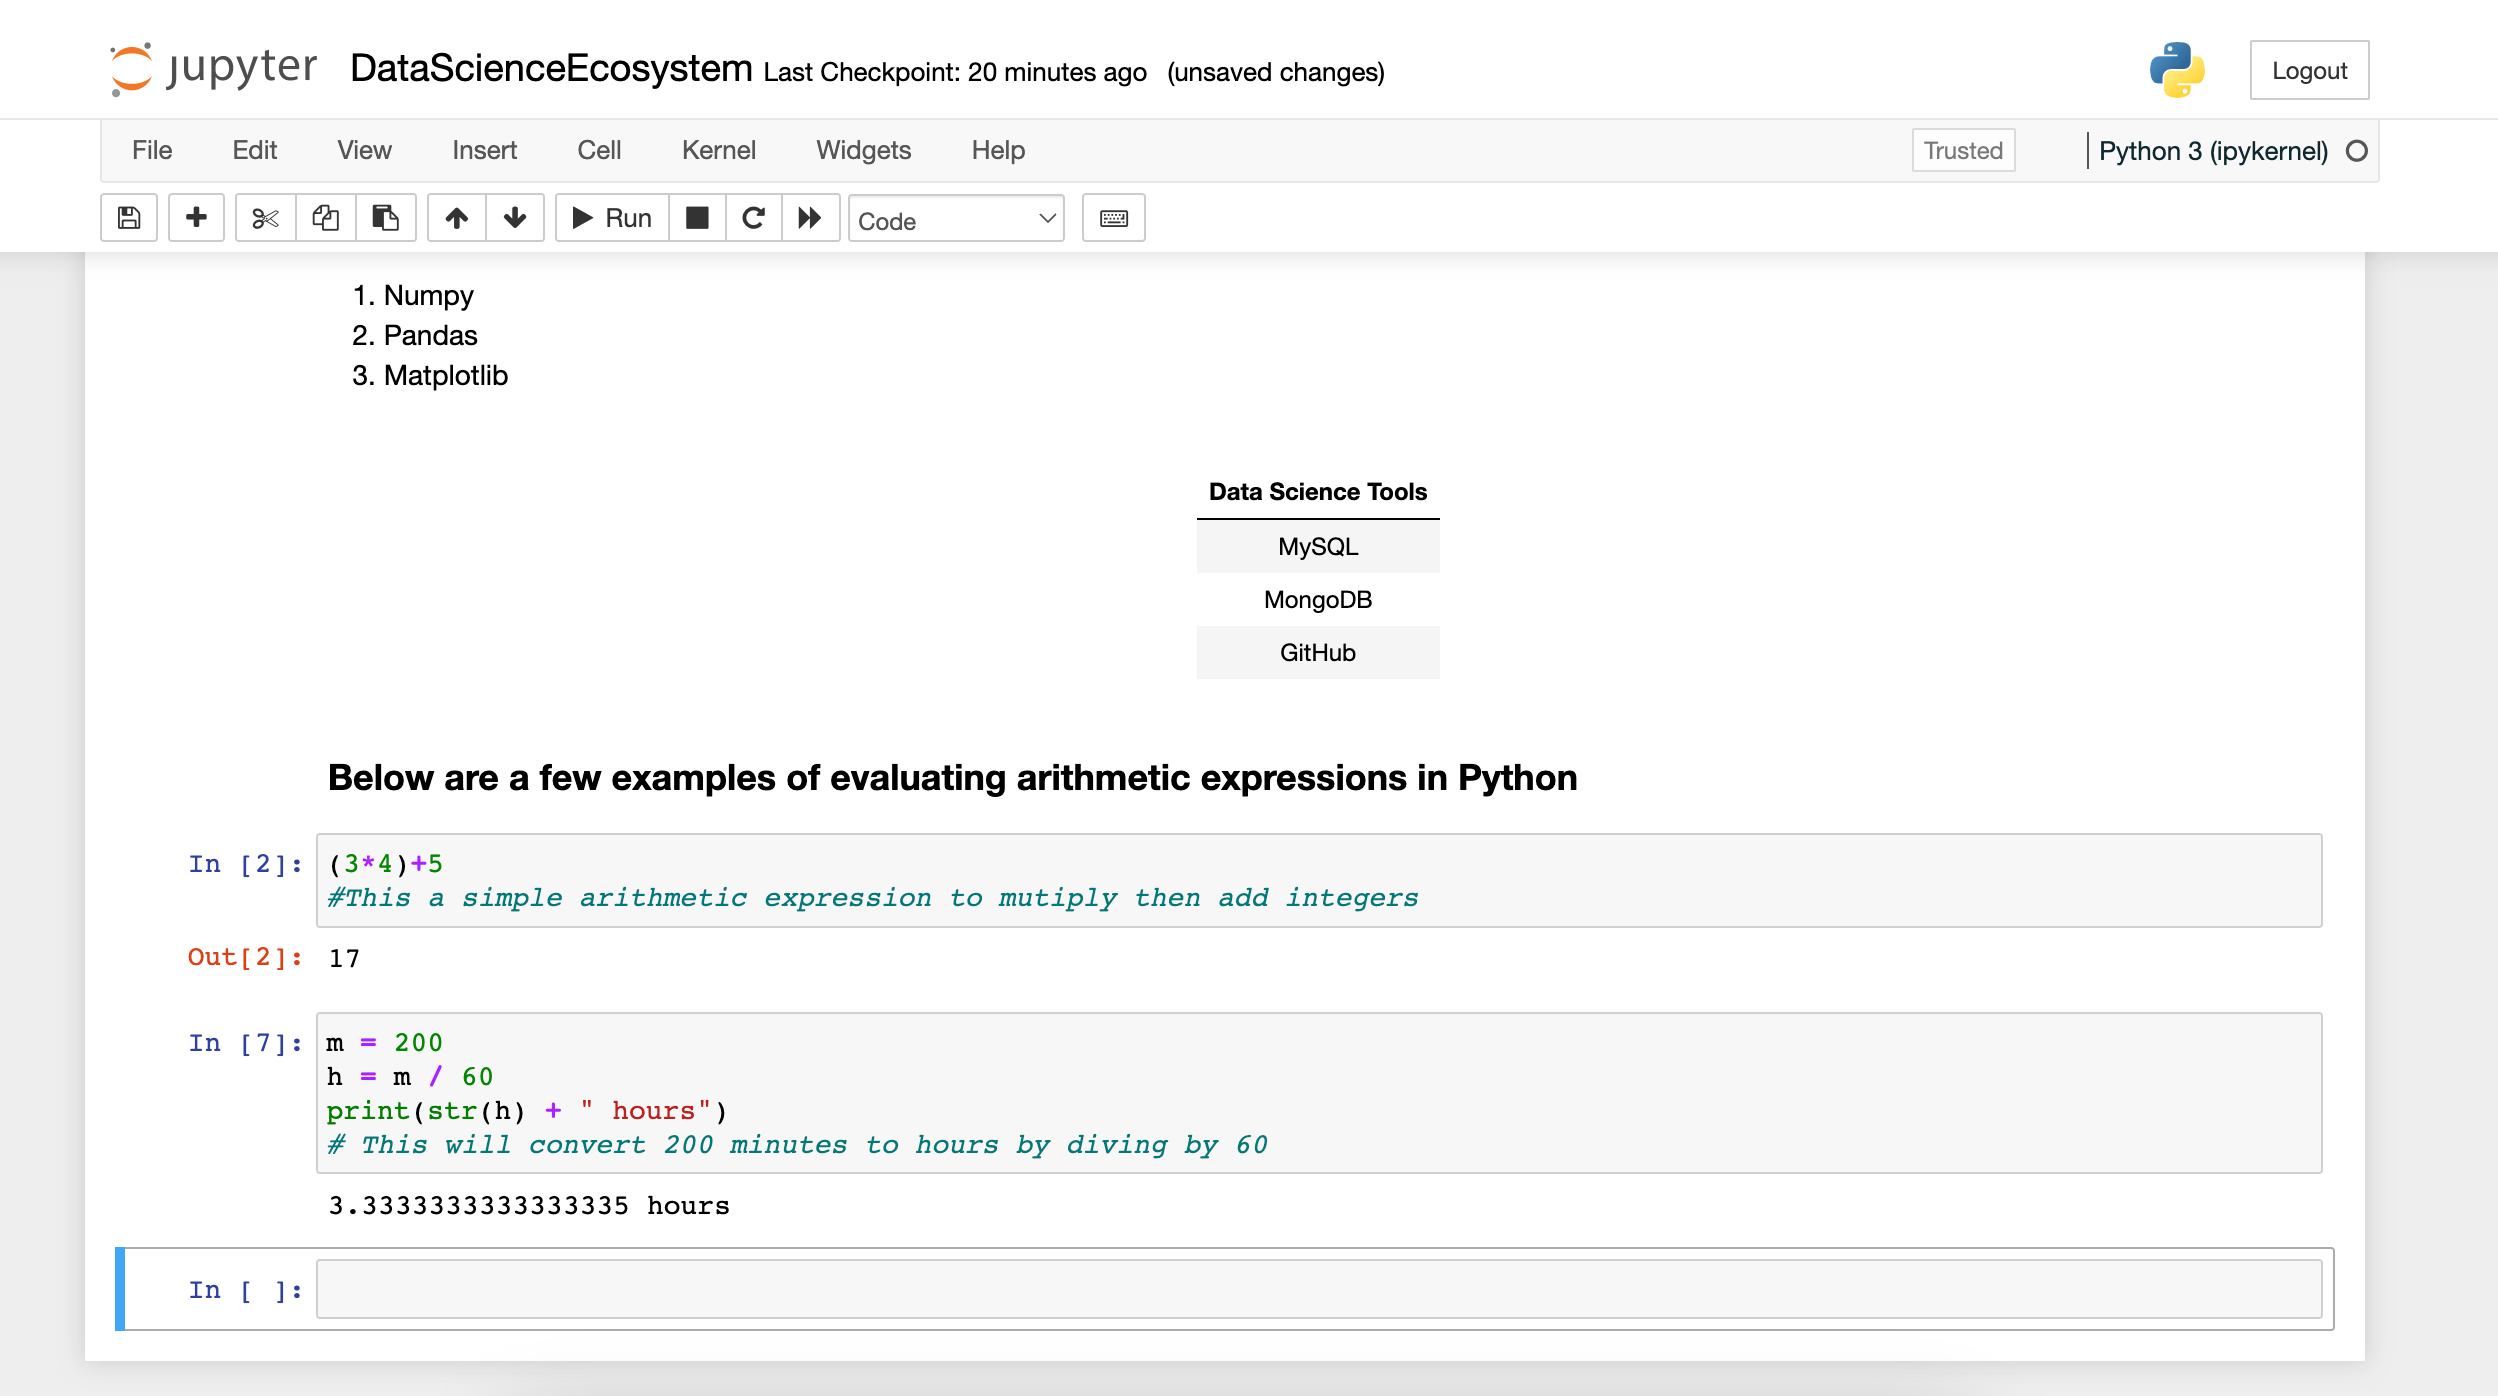 jupyter DataScienceEcosystem Last Checkpoint: 20 minutes ago (unsaved changes)
Logout
File Edit View Insert Cell Kernel Widgets Help Trusted Python 3 (ipykernel)
Run Code
1. Numpy
2. Pandas
3. Matplotlib
Data Science Tools
MySQL
MongoDB
GitHub
Below are a few examples of evaluating arithmetic expressions in Python
In [2]: (3*4)+5
#This a simple arithmetic expression to mutiply then add integers
Out[2]: 17
In [7]: m = 200
h = m / 60
print(str(h) + " hours")
# This will convert 200 minutes to hours by diving by 60
3.3333333333333335 hours
In [ ]: